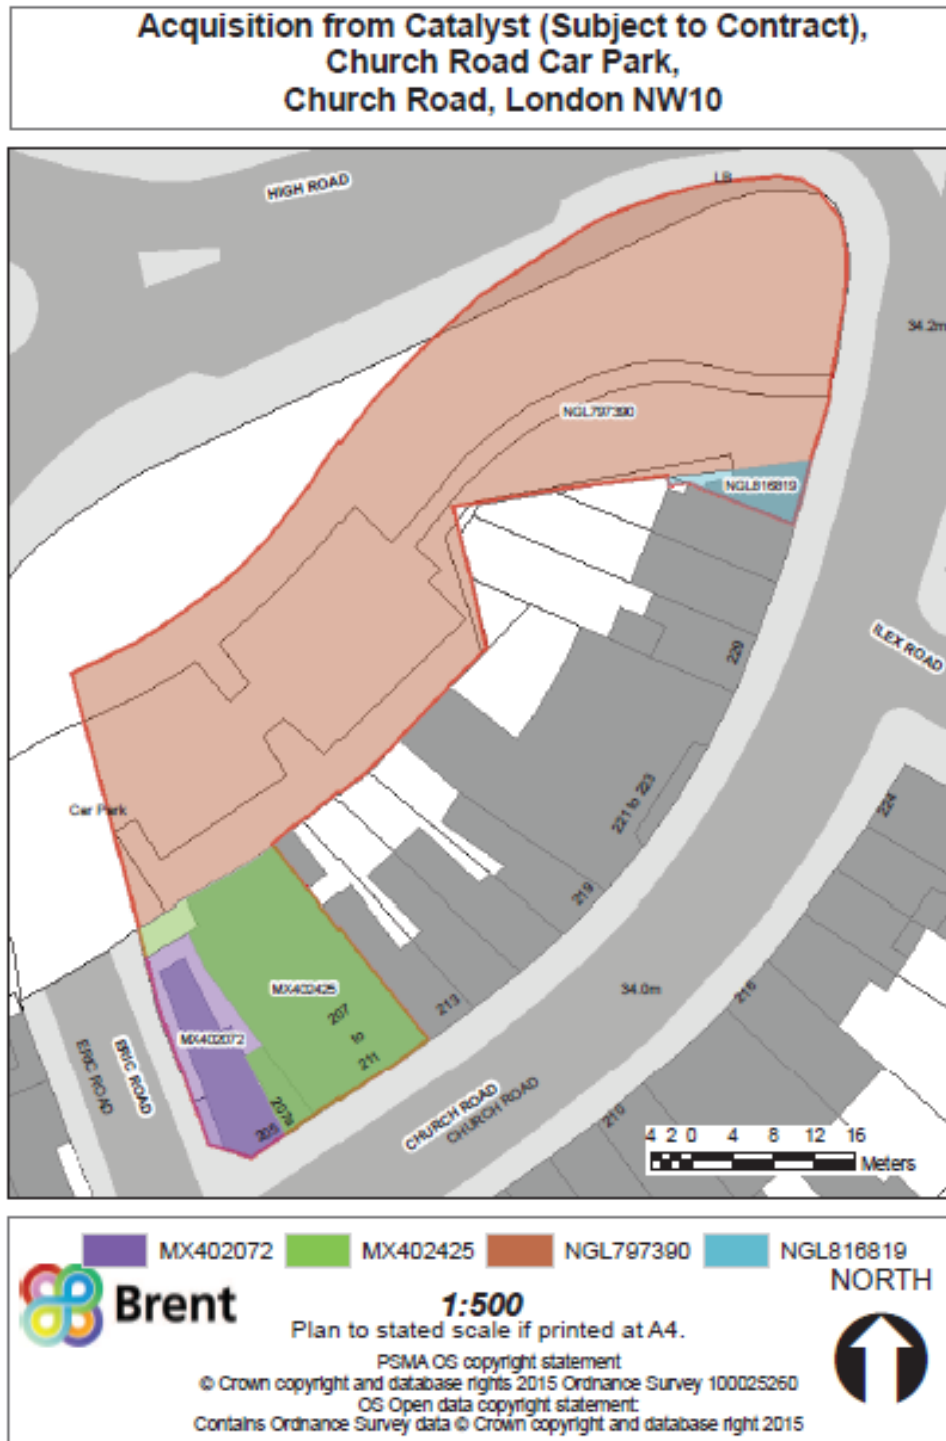 Acquisition from Catalyst (Subject to Contract),
Church Road Car Park,
Church Road, London NW10
HIGH ROAD
LB
34.2m
NGL797390
NGL816819
ILEX ROAD
229
221 to 223
224
Car Park
219
MX402425
34.0m
216
213
207
to
211
MX402072
ERIC ROAD
ERIC ROAD
207a
205
CHURCH ROAD
CHURCH ROAD
210
4 2 0 4 8 12 16
Meters
MX402072 MX402425 NGL797390 NGL816819
NORTH
Brent
1:500
Plan to stated scale if printed at A4.
PSMA OS copyright statement
© Crown copyright and database rights 2015 Ordnance Survey 100025260
OS Open data copyright statement:
Contains Ordnance Survey data © Crown copyright and database right 2015